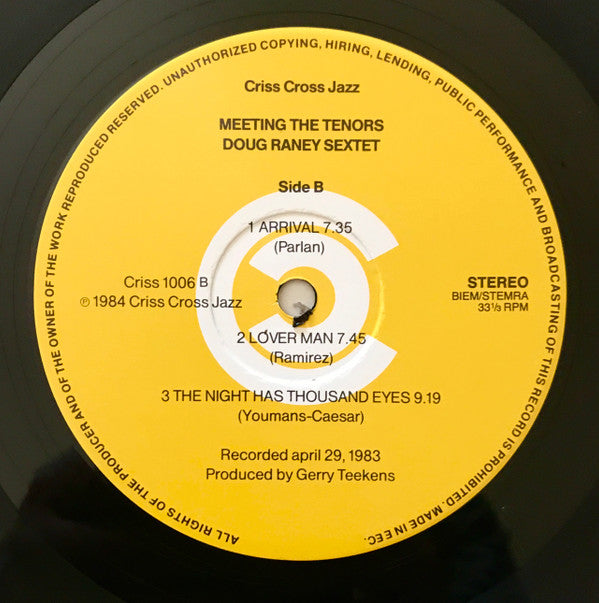 ALL RIGHTS OF THE PRODUCER AND OF THE OWNER OF THE WORK REPRODUCED RESERVED. UNAUTHORIZED COPYING, HIRING, LENDING, PUBLIC PERFORMANCE AND BROADCASTING OF THIS RECORD IS PROHIBITED. MADE IN EEC.
Criss Cross Jazz
MEETING THE TENORS
DOUG RANEY SEXTET
Side B
1 ARRIVAL 7.35
(Parlan)
Criss 1006 B
℗ 1984 Criss Cross Jazz
STEREO
BIEM/STEMRA
33⅓ RPM
2 LOVER MAN 7.45
(Ramirez)
3 THE NIGHT HAS THOUSAND EYES 9.19
(Youmans-Caesar)
Recorded april 29, 1983
Produced by Gerry Teekens